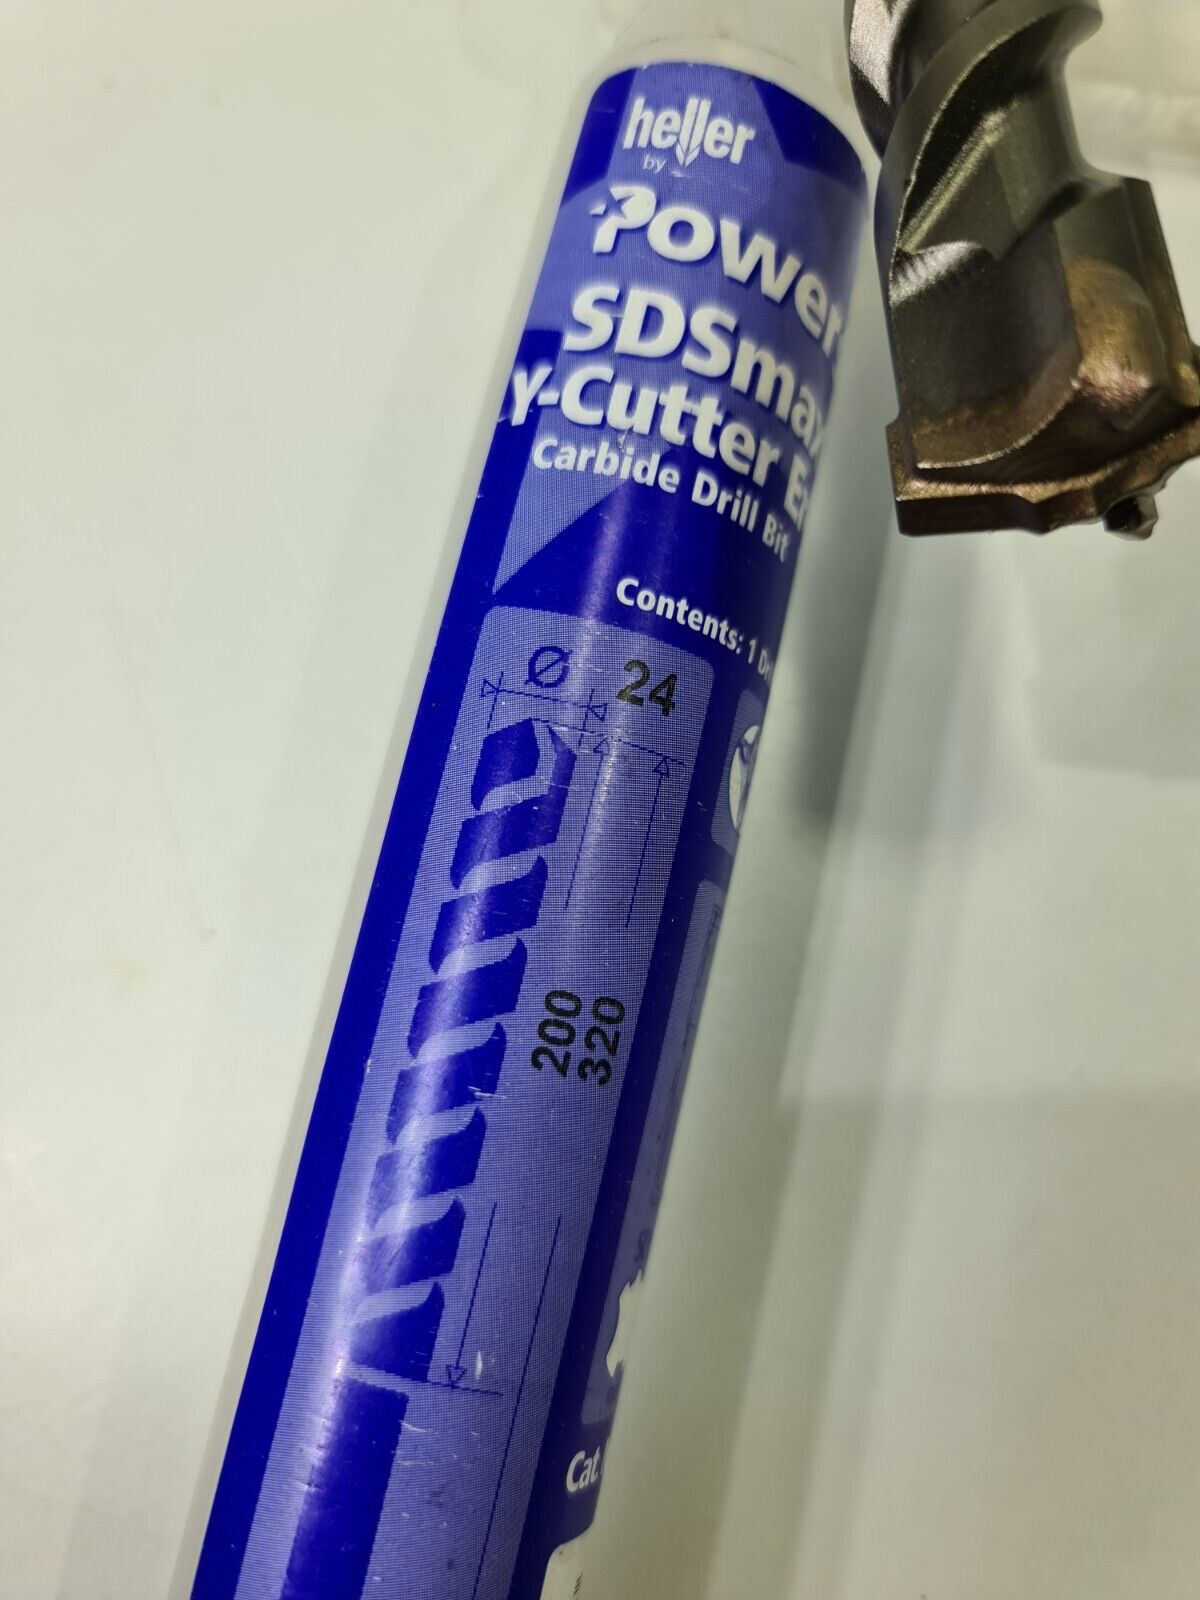 heller
by
Power
SDSmax
Y-Cutter
Carbide Drill Bit
Contents: 1
Ø 24
200
320
Cat